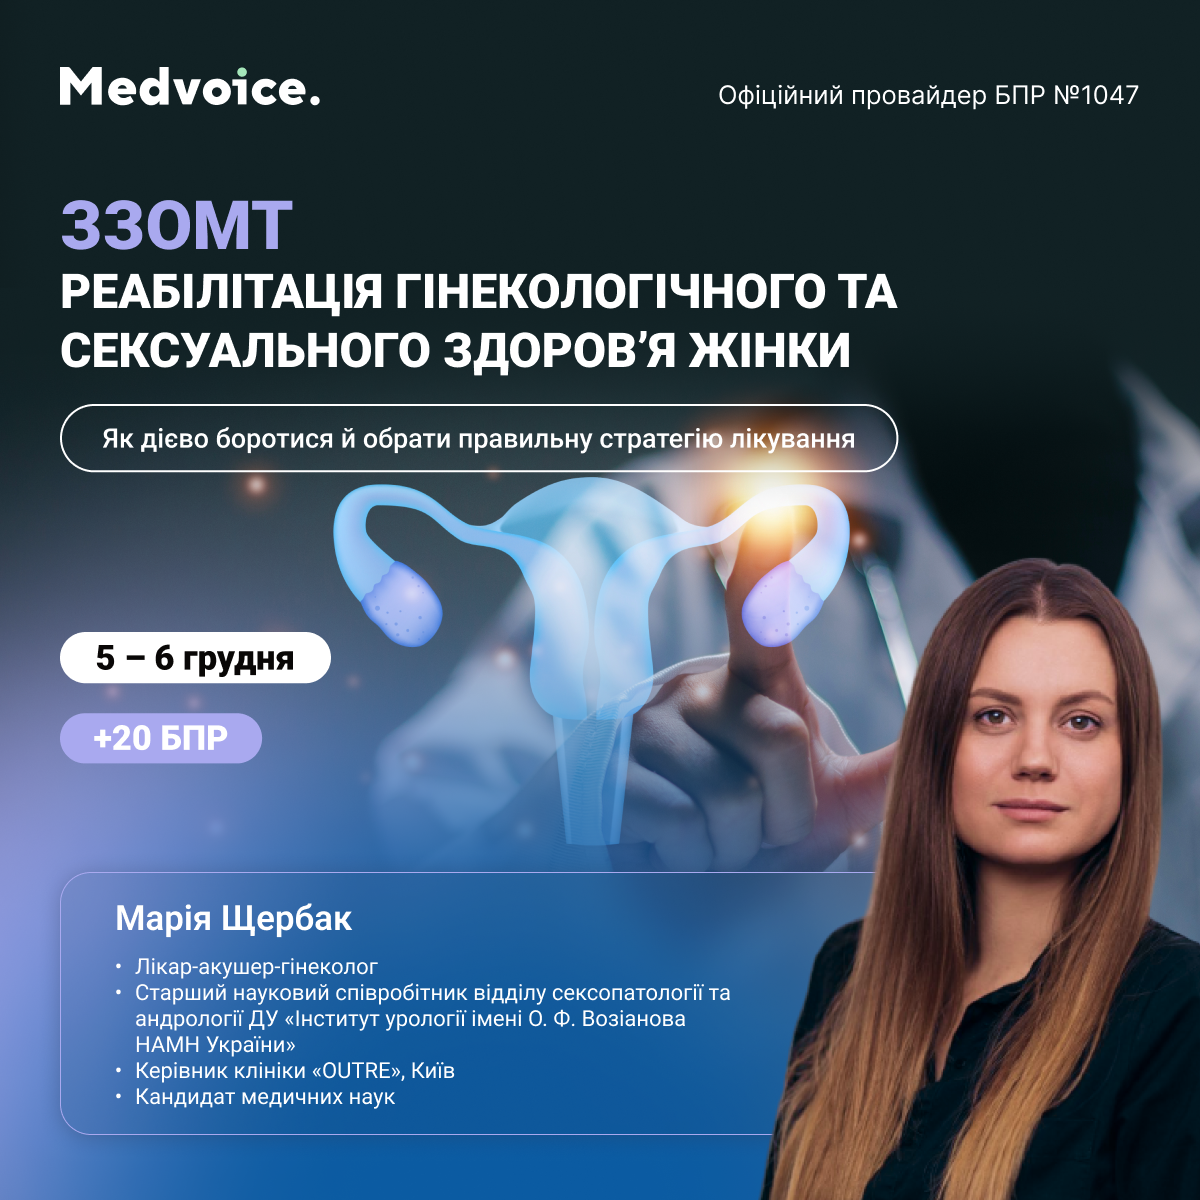 Medvoice.
Офіційний провайдер БПР №1047
ЗЗОМТ
РЕАБІЛІТАЦІЯ ГІНЕКОЛОГІЧНОГО ТА
СЕКСУАЛЬНОГО ЗДОРОВ’Я ЖІНКИ
Як дієво боротися й обрати правильну стратегію лікування
5 – 6 грудня
+20 БПР
Марія Щербак
• Лікар-акушер-гінеколог
• Старший науковий співробітник відділу сексопатології та
андрології ДУ «Інститут урології імені О. Ф. Возіанова
НАМН України»
• Керівник клініки «OUTRE», Київ
• Кандидат медичних наук